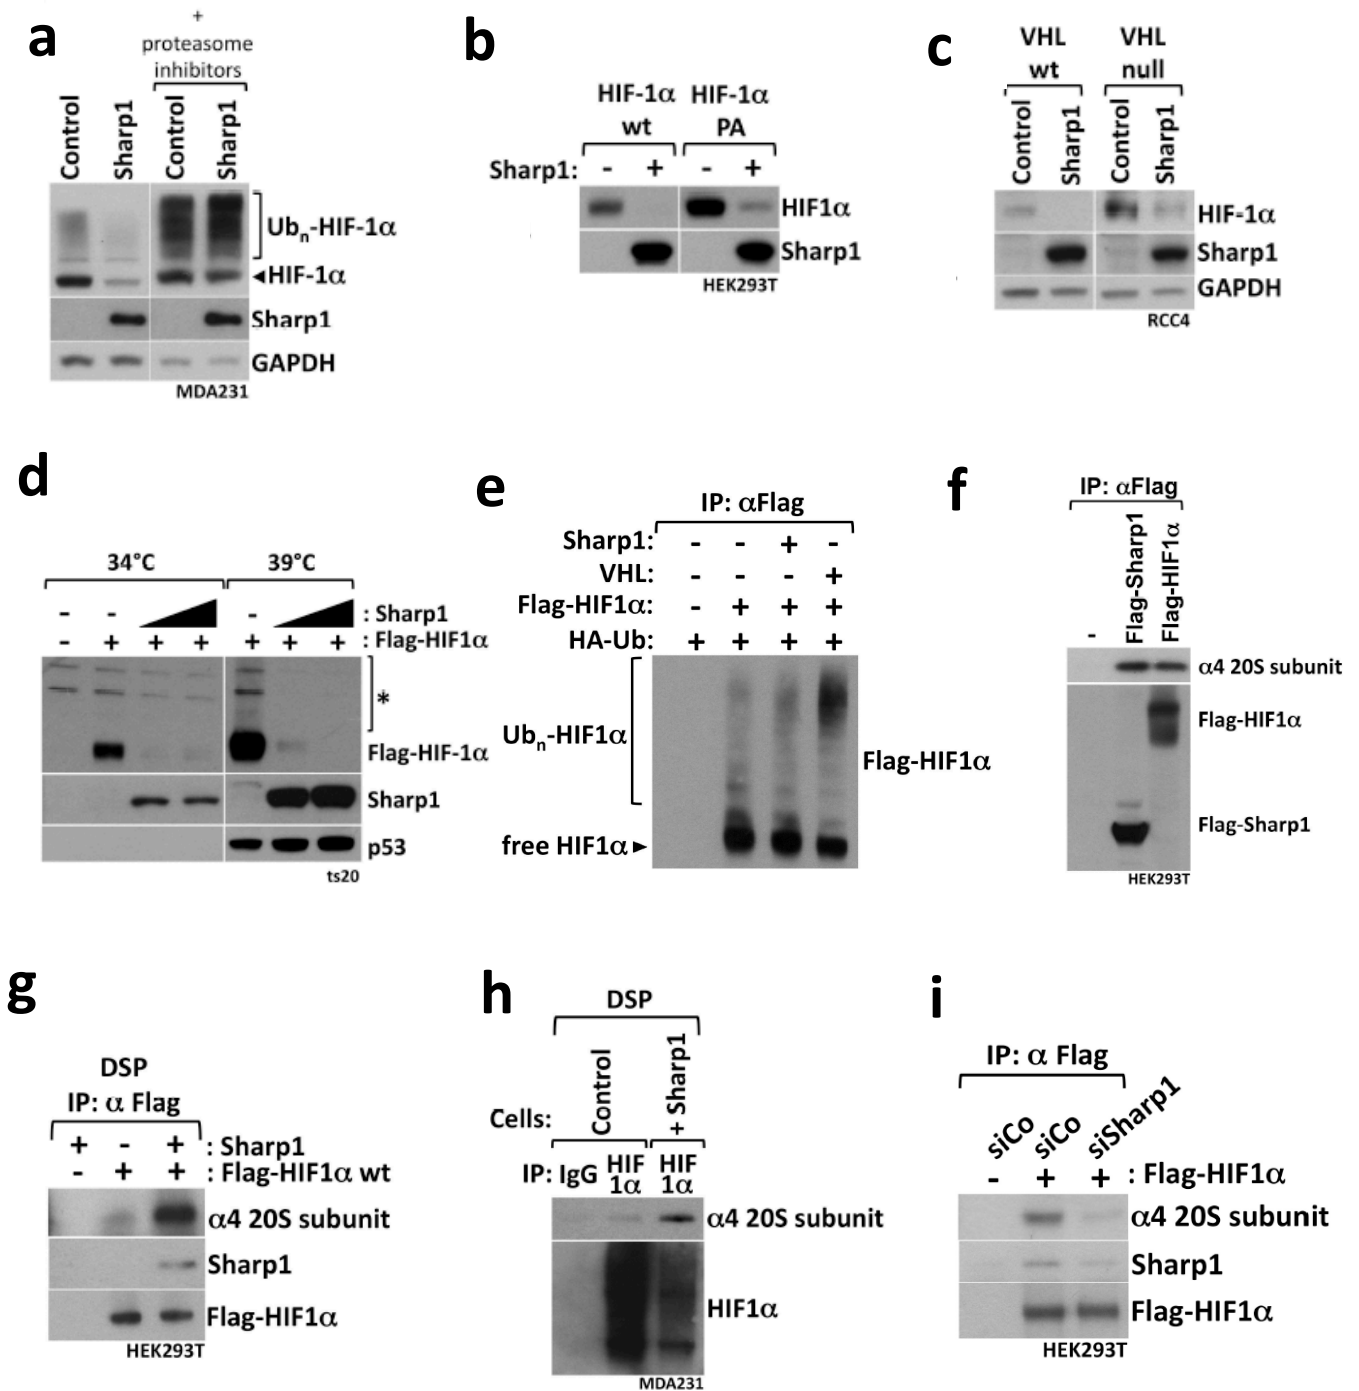 a
+
proteasome
inhibitors
Control
Sharp1
Control
Sharp1
Ubn-HIF-1α
◄HIF-1α
Sharp1
GAPDH
MDA231
b
HIF-1α HIF-1α
wt PA
Sharp1: - + - +
HIF1α
Sharp1
HEK293T
c
VHL VHL
wt null
Control
Sharp1
Control
Sharp1
HIF-1α
Sharp1
GAPDH
RCC4
d
34°C 39°C
- - - : Sharp1
- + + + + + + : Flag-HIF1α
*
Flag-HIF-1α
Sharp1
p53
ts20
e
IP: αFlag
Sharp1: - - + -
VHL: - - - +
Flag-HIF1α: - + + +
HA-Ub: + + + +
Ubn-HIF1α
Flag-HIF1α
free HIF1α ►
f
IP: αFlag
-
Flag-Sharp1
Flag-HIF1α
α4 20S subunit
Flag-HIF1α
Flag-Sharp1
HEK293T
g
DSP
IP: α Flag
+ - + : Sharp1
- + + : Flag-HIF1α wt
α4 20S subunit
Sharp1
Flag-HIF1α
HEK293T
h
DSP
Cells:
Control
+ Sharp1
IP: IgG HIF HIF
1α 1α
α4 20S subunit
HIF1α
MDA231
i
IP: α Flag
siCo
siCo
siSharp1
- + + : Flag-HIF1α
α4 20S subunit
Sharp1
Flag-HIF1α
HEK293T